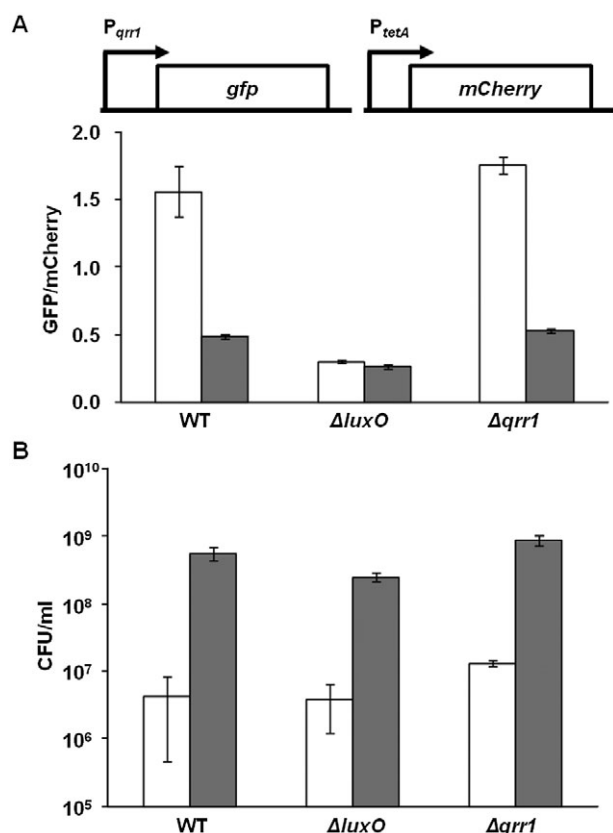 A
Pqrr1
PtetA
gfp
mCherry
2.0
1.5
1.0
0.5
0.0
GFP/mCherry
WT
ΔluxO
Δqrr1
B
10¹⁰
10⁹
10⁸
10⁷
10⁶
10⁵
CFU/ml
WT
ΔluxO
Δqrr1